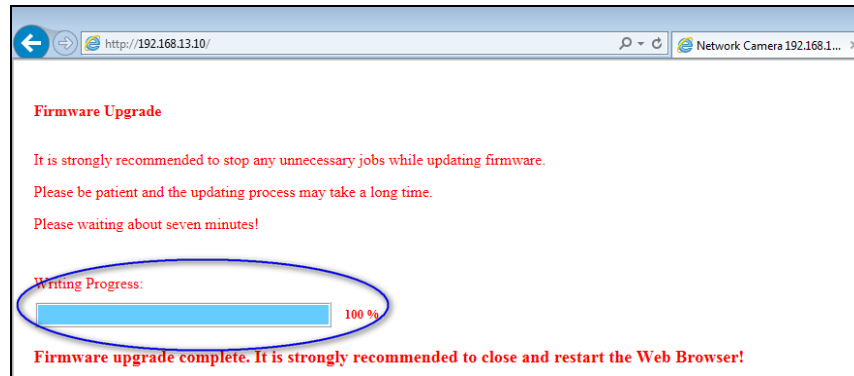 http://192.168.13.10/
Network Camera 192.168.1...
Firmware Upgrade
It is strongly recommended to stop any unnecessary jobs while updating firmware.
Please be patient and the updating process may take a long time.
Please waiting about seven minutes!
Writing Progress:
100 %
Firmware upgrade complete. It is strongly recommended to close and restart the Web Browser!